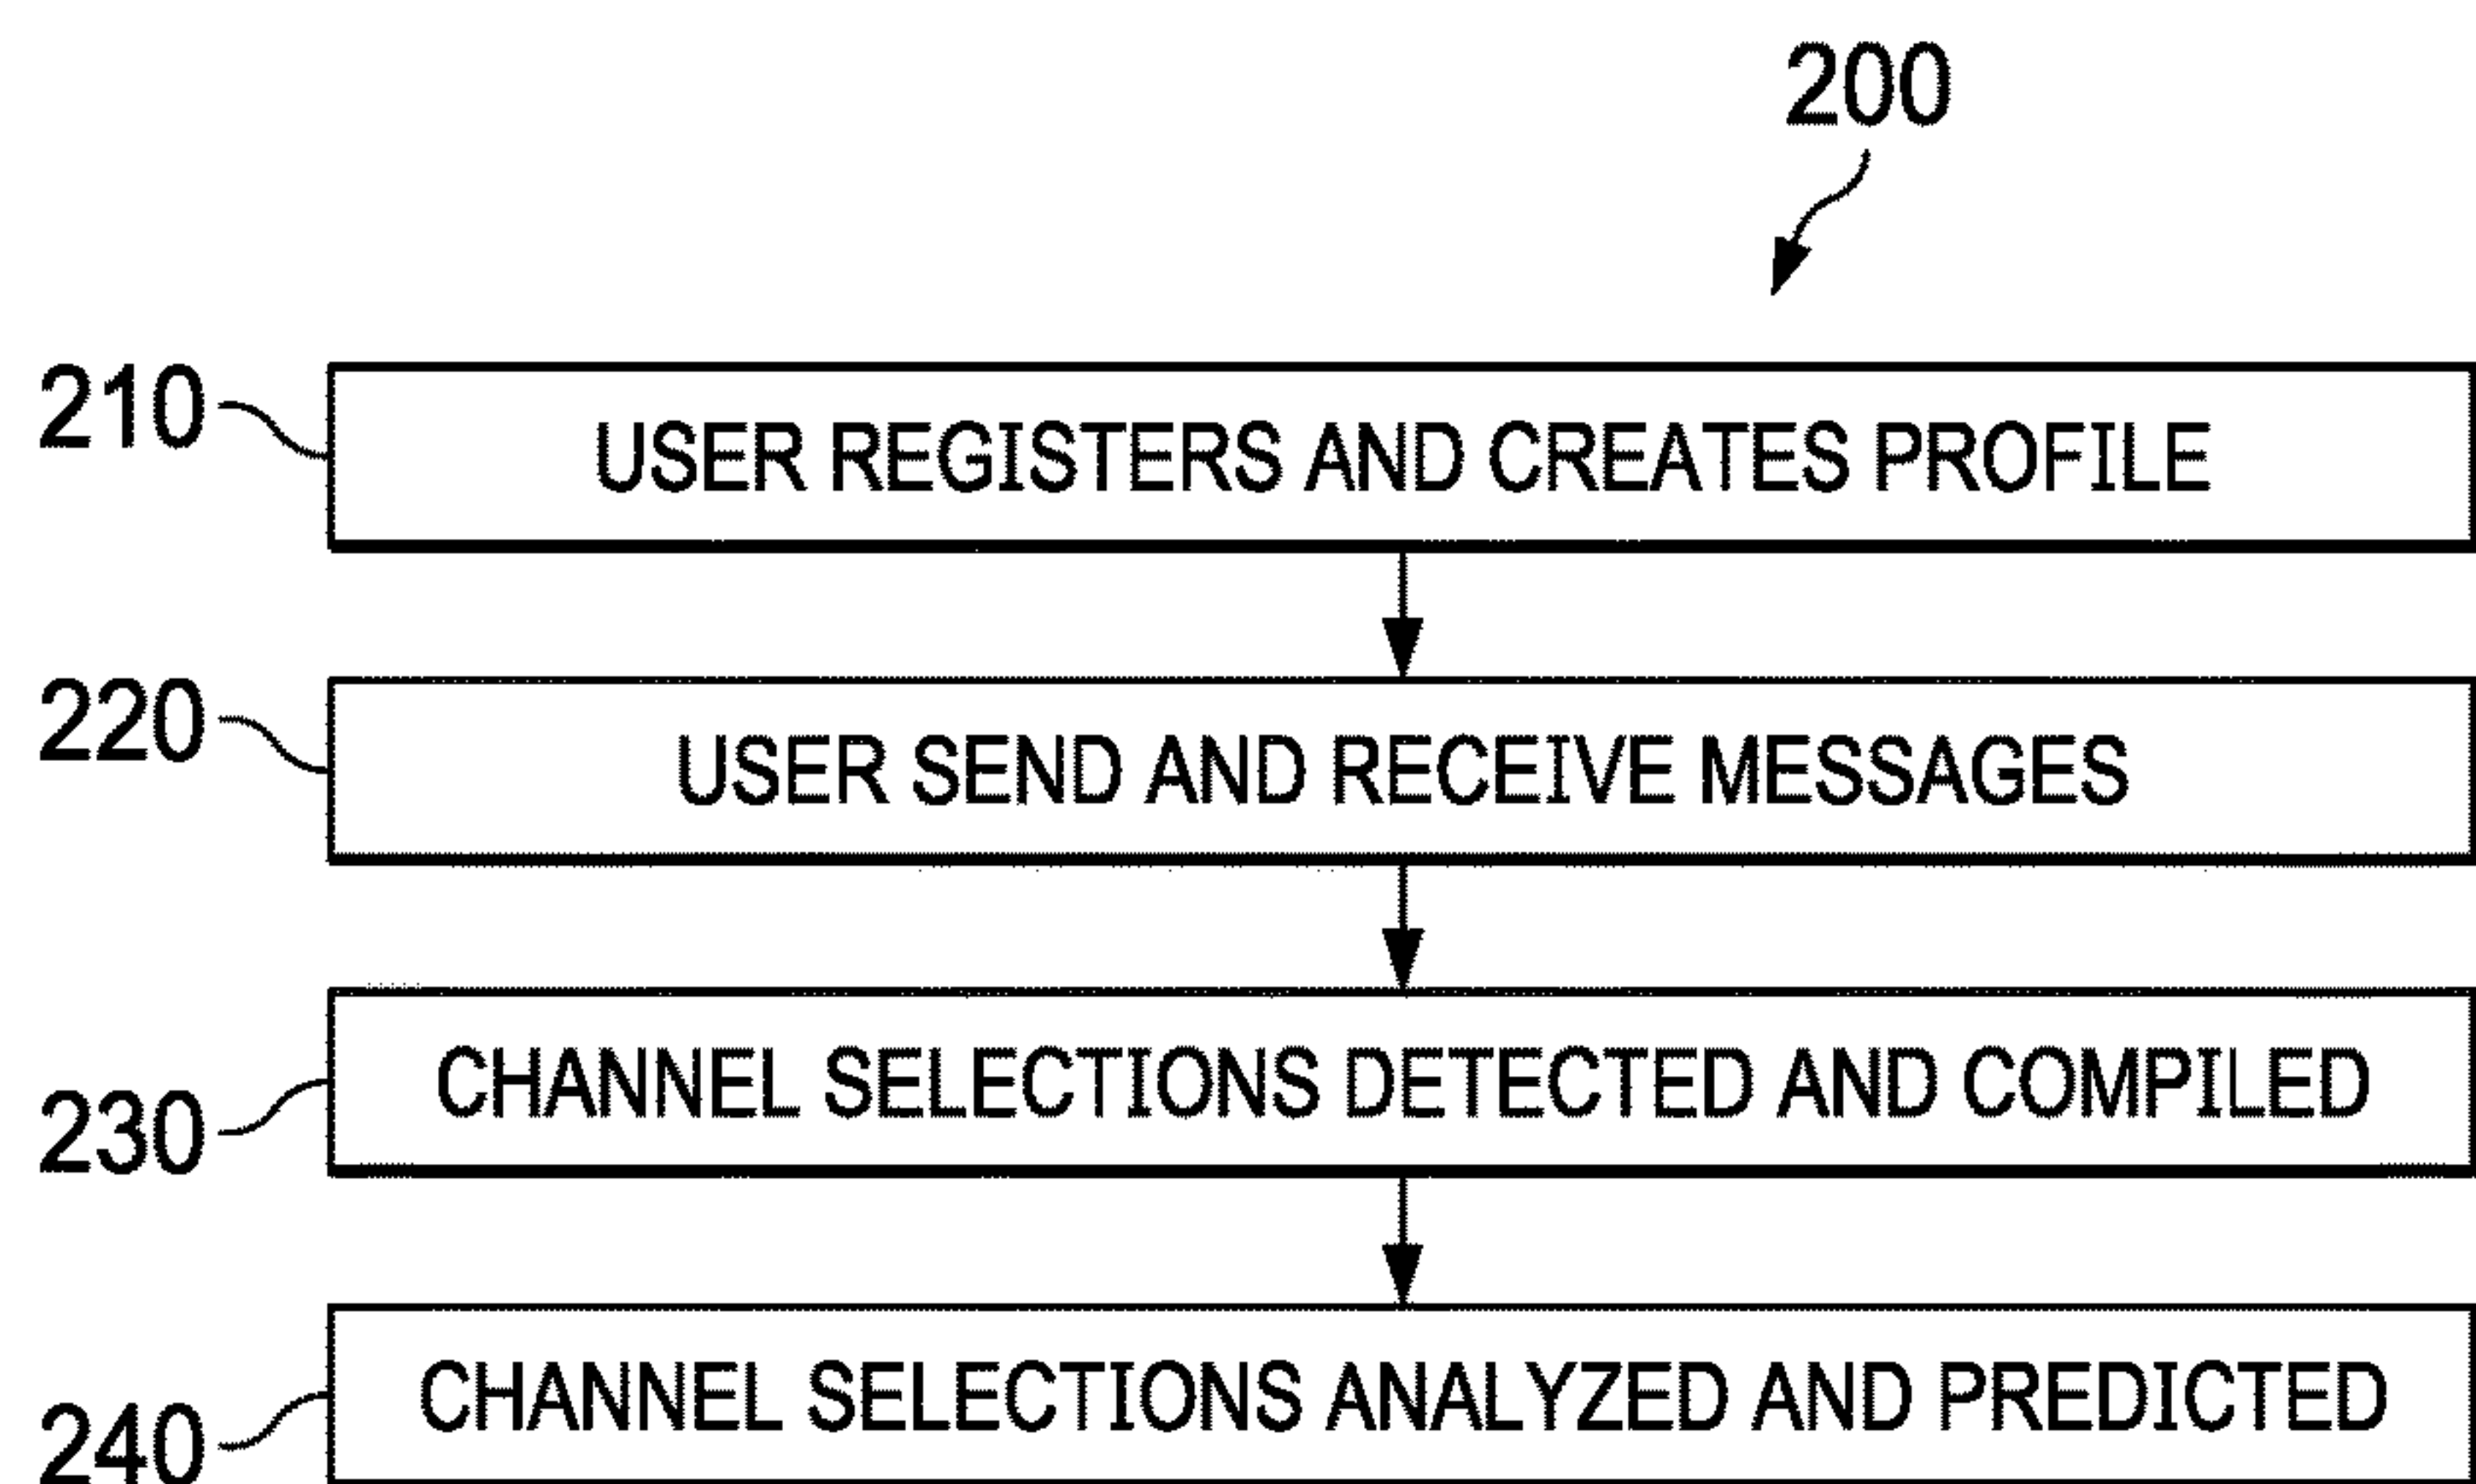 200
210
USER REGISTERS AND CREATES PROFILE
220
USER SEND AND RECEIVE MESSAGES
230
CHANNEL SELECTIONS DETECTED AND COMPILED
240
CHANNEL SELECTIONS ANALYZED AND PREDICTED